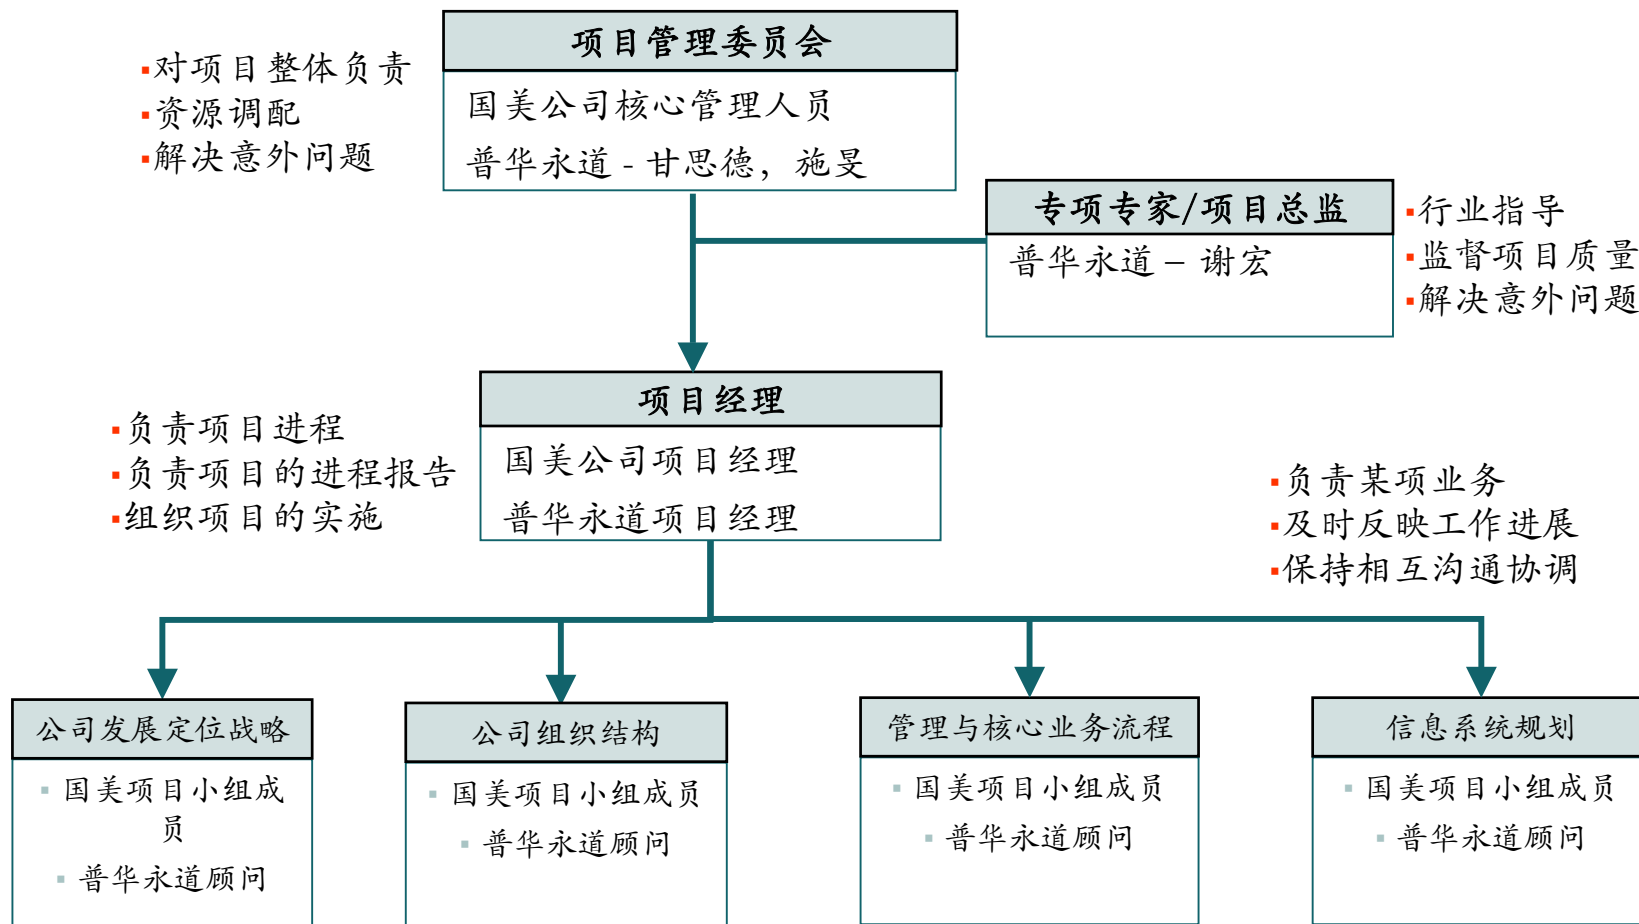 项目管理委员会
国美公司核心管理人员
普华永道 - 甘思德，施旻
▪对项目整体负责
▪资源调配
▪解决意外问题
专项专家/项目总监
普华永道 – 谢宏
▪行业指导
▪监督项目质量
▪解决意外问题
项目经理
国美公司项目经理
普华永道项目经理
▪负责项目进程
▪负责项目的进程报告
▪组织项目的实施
▪负责某项业务
▪及时反映工作进展
▪保持相互沟通协调
公司发展定位战略
▪ 国美项目小组成
员
▪ 普华永道顾问
公司组织结构
▪ 国美项目小组成员
▪ 普华永道顾问
管理与核心业务流程
▪ 国美项目小组成员
▪ 普华永道顾问
信息系统规划
▪ 国美项目小组成员
▪ 普华永道顾问